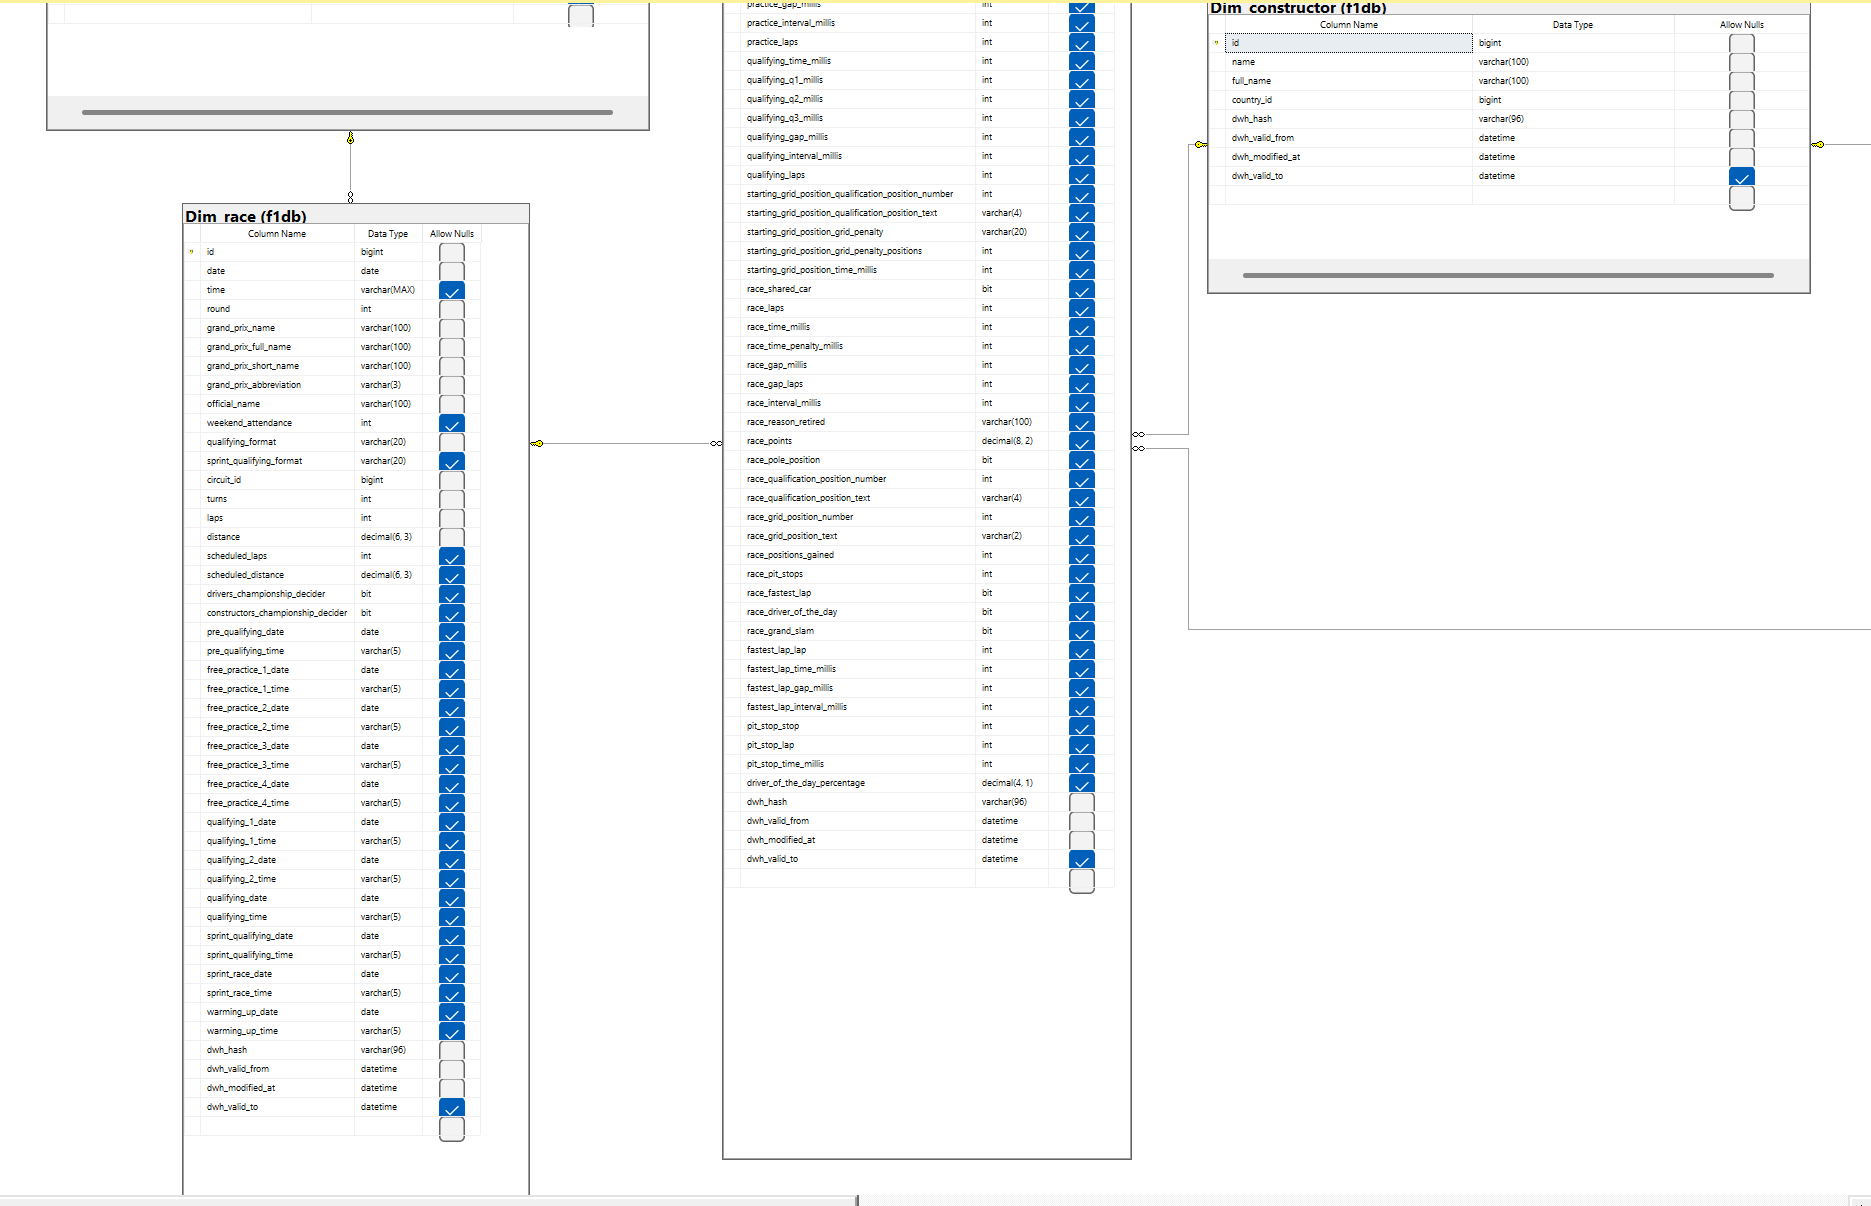 Dim_race (f1db)
Column Name Data Type Allow Nulls
id bigint
date date
time varchar(MAX)
round int
grand_prix_name varchar(100)
grand_prix_full_name varchar(100)
grand_prix_short_name varchar(100)
grand_prix_abbreviation varchar(3)
official_name varchar(100)
weekend_attendance int
qualifying_format varchar(20)
sprint_qualifying_format varchar(20)
circuit_id bigint
turns int
laps int
distance decimal(6, 3)
scheduled_laps int
scheduled_distance decimal(6, 3)
drivers_championship_decider bit
constructors_championship_decider bit
pre_qualifying_date date
pre_qualifying_time varchar(5)
free_practice_1_date date
free_practice_1_time varchar(5)
free_practice_2_date date
free_practice_2_time varchar(5)
free_practice_3_date date
free_practice_3_time varchar(5)
free_practice_4_date date
free_practice_4_time varchar(5)
qualifying_1_date date
qualifying_1_time varchar(5)
qualifying_2_date date
qualifying_2_time varchar(5)
qualifying_date date
qualifying_time varchar(5)
sprint_qualifying_date date
sprint_qualifying_time varchar(5)
sprint_race_date date
sprint_race_time varchar(5)
warming_up_date date
warming_up_time varchar(5)
dwh_hash varchar(96)
dwh_valid_from datetime
dwh_modified_at datetime
dwh_valid_to datetime
practice_gap_millis int
practice_interval_millis int
practice_laps int
qualifying_time_millis int
qualifying_q1_millis int
qualifying_q2_millis int
qualifying_q3_millis int
qualifying_gap_millis int
qualifying_interval_millis int
qualifying_laps int
starting_grid_position_qualification_position_number int
starting_grid_position_qualification_position_text varchar(4)
starting_grid_position_grid_penalty varchar(20)
starting_grid_position_grid_penalty_positions int
starting_grid_position_time_millis int
race_shared_car bit
race_laps int
race_time_millis int
race_time_penalty_millis int
race_gap_millis int
race_gap_laps int
race_interval_millis int
race_reason_retired varchar(100)
race_points decimal(8, 2)
race_pole_position bit
race_qualification_position_number int
race_qualification_position_text varchar(4)
race_grid_position_number int
race_grid_position_text varchar(2)
race_positions_gained int
race_pit_stops int
race_fastest_lap bit
race_driver_of_the_day bit
race_grand_slam bit
fastest_lap_lap int
fastest_lap_time_millis int
fastest_lap_gap_millis int
fastest_lap_interval_millis int
pit_stop_stop int
pit_stop_lap int
pit_stop_time_millis int
driver_of_the_day_percentage decimal(4, 1)
dwh_hash varchar(96)
dwh_valid_from datetime
dwh_modified_at datetime
dwh_valid_to datetime
Dim_constructor (f1db)
Column Name Data Type Allow Nulls
id bigint
name varchar(100)
full_name varchar(100)
country_id bigint
dwh_hash varchar(96)
dwh_valid_from datetime
dwh_modified_at datetime
dwh_valid_to datetime